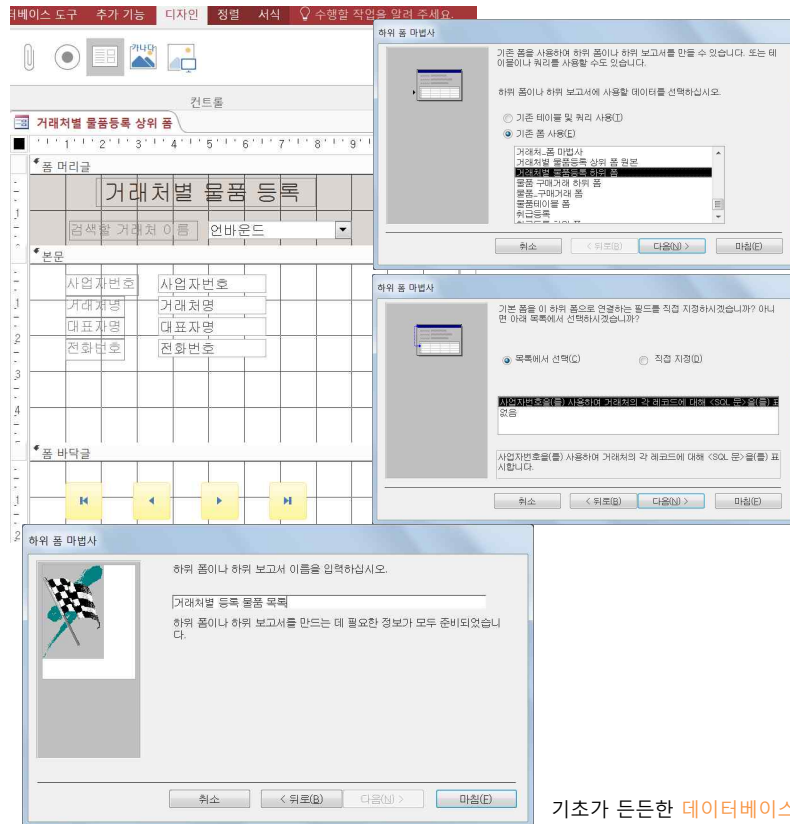 터베이스 도구 추가 기능 디자인 정렬 서식 수행할 작업을 알려 주세요.
가나다
컨트롤
거래처별 물품등록 상위 폼
1 2 3 4 5 6 7 8 9
폼 머리글
거래처별 물품 등록
검색할 거래처 이름 언바운드
본문
사업자번호 사업자번호
거래처명 거래처명
대표자명 대표자명
전화번호 전화번호
폼 바닥글
하위 폼 마법사
기존 폼을 사용하여 하위 폼이나 하위 보고서를 만들 수 있습니다. 또는 테
이블이나 쿼리를 사용할 수도 있습니다.
하위 폼이나 하위 보고서에 사용할 데이터를 선택하십시오.
기존 테이블 및 쿼리 사용(T)
기존 폼 사용(E)
거래처_폼 마법사
거래처별 물품등록 상위 폼 원본
거래처별 물품등록 하위 폼
물품 구매거래 하위 폼
물품_구매거래 폼
물품테이블 폼
취급등록
취소 < 뒤로(B) 다음(N) > 마침(F)
하위 폼 마법사
기본 폼을 이 하위 폼으로 연결하는 필드를 직접 지정하시겠습니까? 아니
면 아래 목록에서 선택하시겠습니까?
목록에서 선택(C) 직접 지정(D)
사업자번호을(를) 사용하여 거래처의 각 레코드에 대해 <SQL 문>을(를) 표
없음
사업자번호을(를) 사용하여 거래처의 각 레코드에 대해 <SQL 문>을(를) 표
시합니다.
취소 < 뒤로(B) 다음(N) > 마침(F)
하위 폼 마법사
하위 폼이나 하위 보고서 이름을 입력하십시오.
거래처별 등록 물품 목록
하위 폼이나 하위 보고서를 만드는 데 필요한 정보가 모두 준비되었습니
다.
취소 < 뒤로(B) 다음(N) > 마침(F)
기초가 든든한 데이터베이스